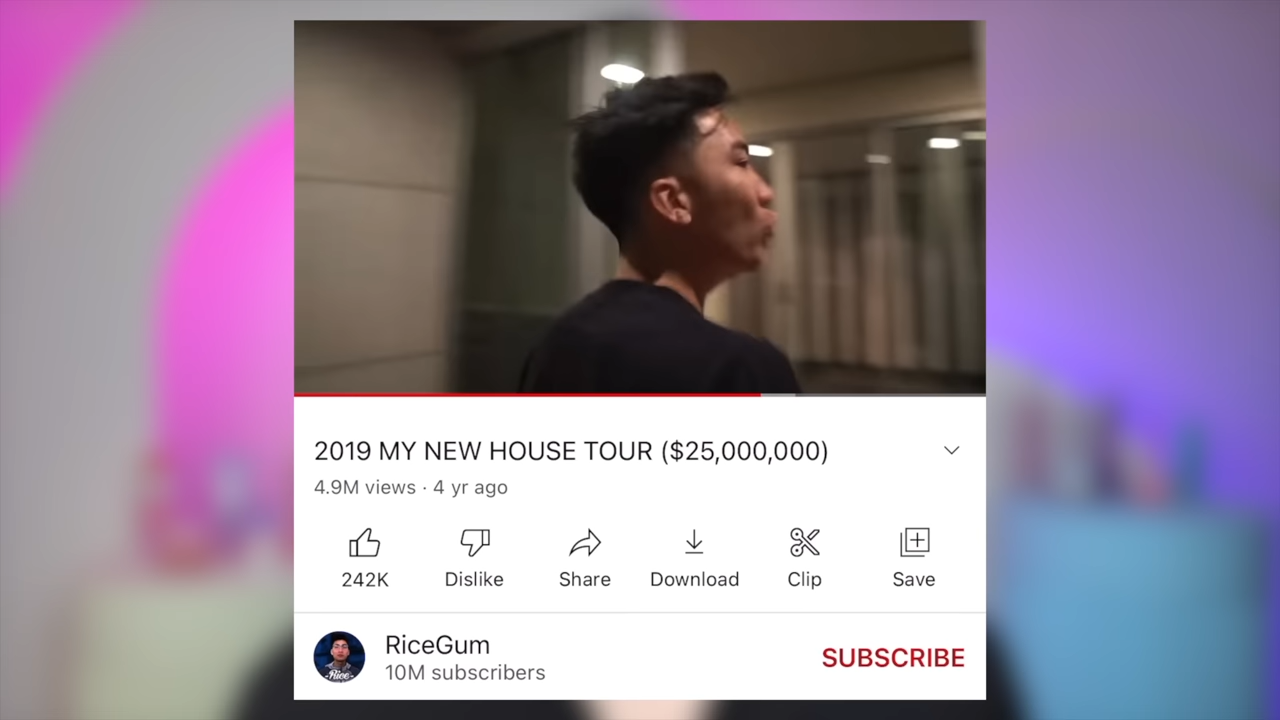 2019 MY NEW HOUSE TOUR ($25,000,000)
4.9M views · 4 yr ago
242K
Dislike
Share
Download
Clip
Save
-Rice-
RiceGum
10M subscribers
SUBSCRIBE